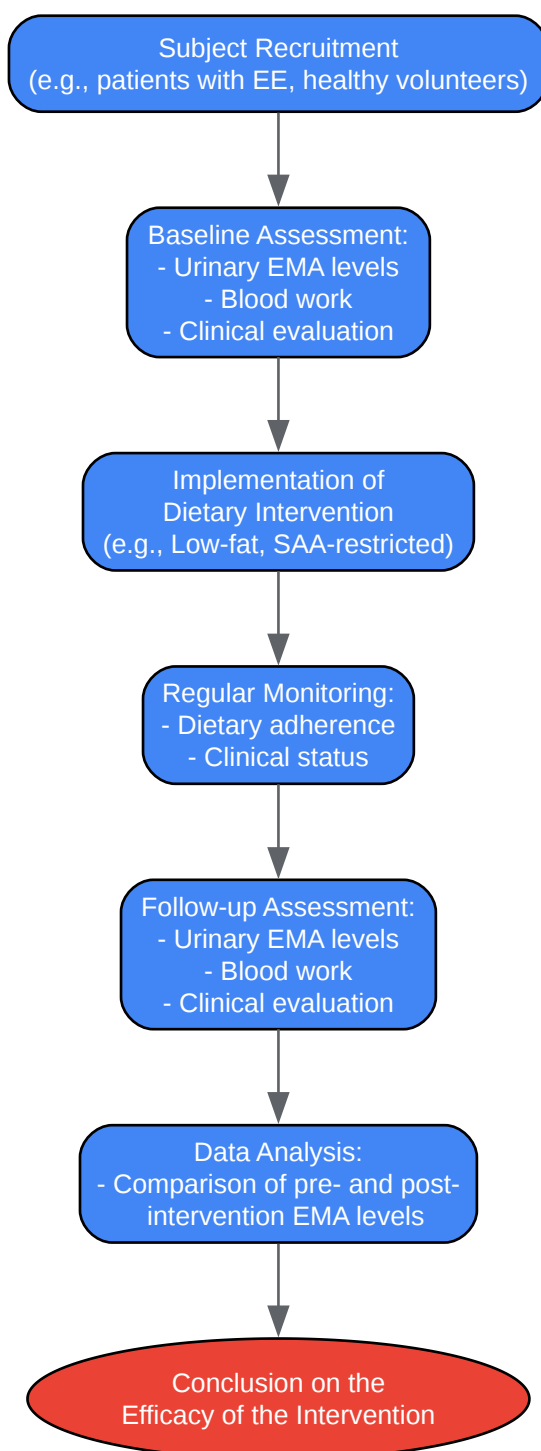 Subject Recruitment
(e.g., patients with EE, healthy volunteers)
Baseline Assessment:
- Urinary EMA levels
- Blood work
- Clinical evaluation
Implementation of
Dietary Intervention
(e.g., Low-fat, SAA-restricted)
Regular Monitoring:
- Dietary adherence
- Clinical status
Follow-up Assessment:
- Urinary EMA levels
- Blood work
- Clinical evaluation
Data Analysis:
- Comparison of pre- and post-
intervention EMA levels
Conclusion on the
Efficacy of the Intervention